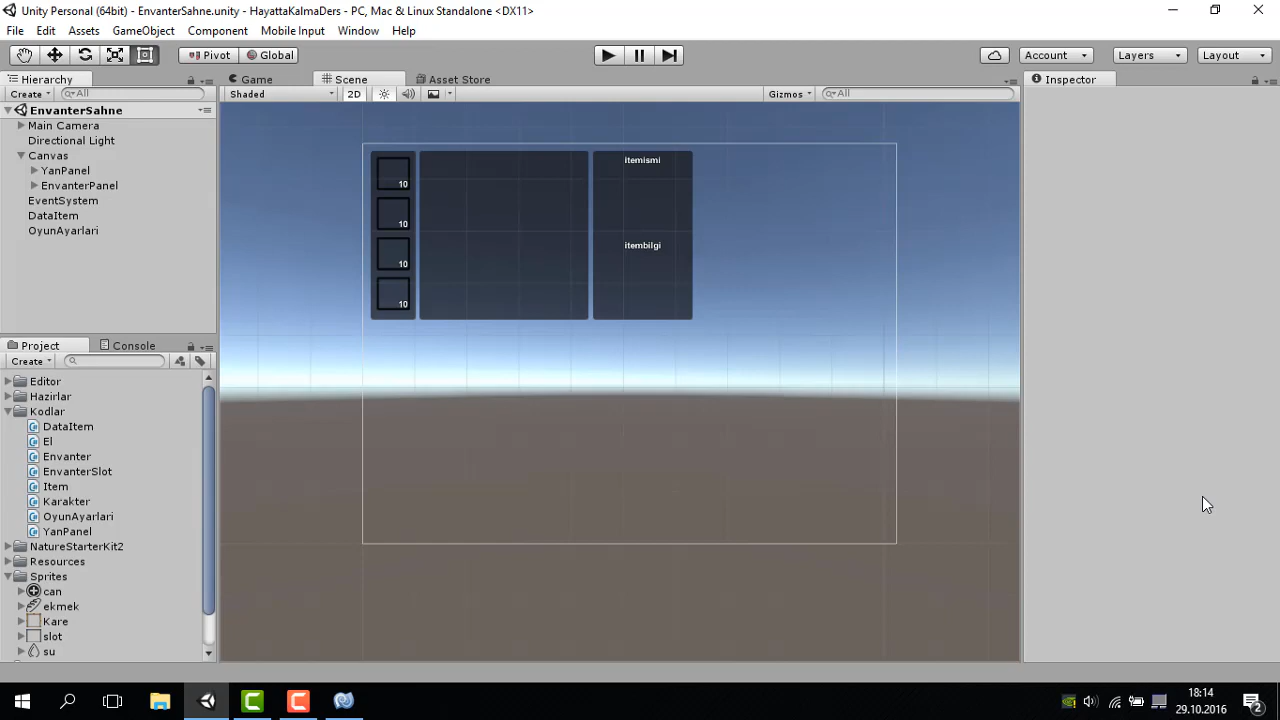 Unity Personal (64bit) - EnvanterSahne.unity - HayattaKalmaDers - PC, Mac & Linux Standalone <DX11>
File Edit Assets GameObject Component Mobile Input Window Help
Pivot Global Account Layers Layout
Hierarchy Game Scene Asset Store Inspector
Create All Shaded 2D Gizmos All
EnvanterSahne
Main Camera
Directional Light
Canvas
YanPanel
EnvanterPanel
EventSystem
DataItem
OyunAyarlari
itemismi
10
10
itembilgi
10
10
Project Console
Create
Editor
Hazirlar
Kodlar
DataItem
El
Envanter
EnvanterSlot
Item
Karakter
OyunAyarlari
YanPanel
NatureStarterKit2
Resources
Sprites
can
ekmek
Kare
slot
su
18:14
29.10.2016
2